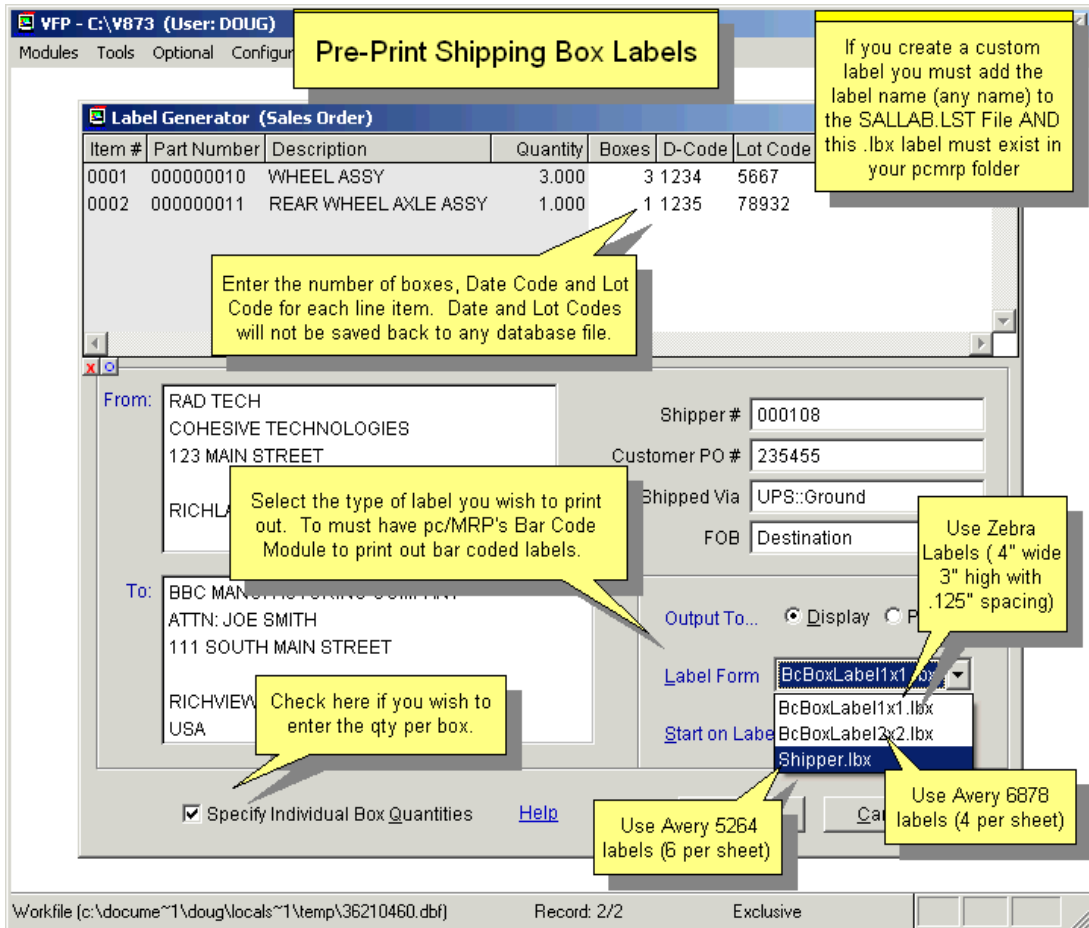 VFP - C:\V873 (User: DOUG)
Modules Tools Optional Configur
Pre-Print Shipping Box Labels
If you create a custom
label you must add the
label name (any name) to
the SALLAB.LST File AND
this .lbx label must exist in
your pcmrp folder
Label Generator (Sales Order)
Item # Part Number Description Quantity Boxes D-Code Lot Code
0001 000000010 WHEEL ASSY 3.000 3 1234 5667
0002 000000011 REAR WHEEL AXLE ASSY 1.000 1 1235 78932
Enter the number of boxes, Date Code and Lot
Code for each line item. Date and Lot Codes
will not be saved back to any database file.
From:
RAD TECH
COHESIVE TECHNOLOGIES
123 MAIN STREET
RICHLA
Shipper # 000108
Customer PO # 235455
Shipped Via UPS::Ground
FOB Destination
Select the type of label you wish to print
out. To must have pc/MRP's Bar Code
Module to print out bar coded labels.
Use Zebra
Labels ( 4" wide
3" high with
.125" spacing)
To:
BBC MANUFACTURING COMPANY
ATTN: JOE SMITH
111 SOUTH MAIN STREET
RICHVIEW
USA
Check here if you wish to
enter the qty per box.
Output To... Display P
Label Form BcBoxLabel1x1.lbx
BcBoxLabel1x1.lbx
Start on Labe BcBoxLabel2x2.lbx
Shipper.lbx
Specify Individual Box Quantities Help
Can
Use Avery 5264
labels (6 per sheet)
Use Avery 6878
labels (4 per sheet)
Workfile (c:\docume~1\doug\locals~1\temp\36210460.dbf) Record: 2/2 Exclusive